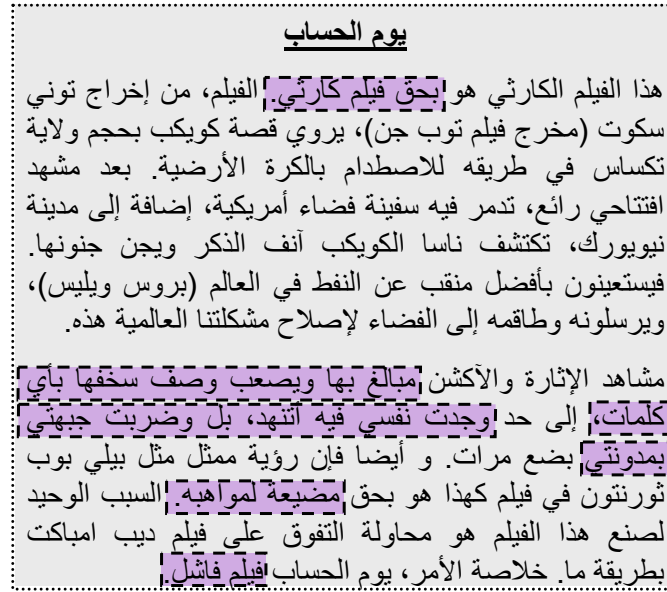 يوم الحساب
هذا الفيلم الكارثي هو بحق فيلم كارثي. الفيلم، من إخراج توني
سكوت (مخرج فيلم توب جن)، يروي قصة كويكب بحجم ولاية
تكساس في طريقه للاصطدام بالكرة الأرضية. بعد مشهد
افتتاحي رائع، تدمر فيه سفينة فضاء أمريكية، إضافة إلى مدينة
نيويورك، تكتشف ناسا الكويكب آنف الذكر ويجن جنونها.
فيستعينون بأفضل منقب عن النفط في العالم (بروس ويليس)،
ويرسلونه وطاقمه إلى الفضاء لإصلاح مشكلتنا العالمية هذه.
مشاهد الإثارة والآكشن مبالغ بها ويصعب وصف سخفها بأي
كلمات، إلى حد وجدت نفسي فيه أتنهد، بل وضربت جبهتي
بمدونتي بضع مرات. و أيضا فإن رؤية ممثل مثل بيلي بوب
ثورنتون في فيلم كهذا هو بحق مضيعة لمواهبه. السبب الوحيد
لصنع هذا الفيلم هو محاولة التفوق على فيلم ديب امباكت
بطريقة ما. خلاصة الأمر، يوم الحساب فيلم فاشل.